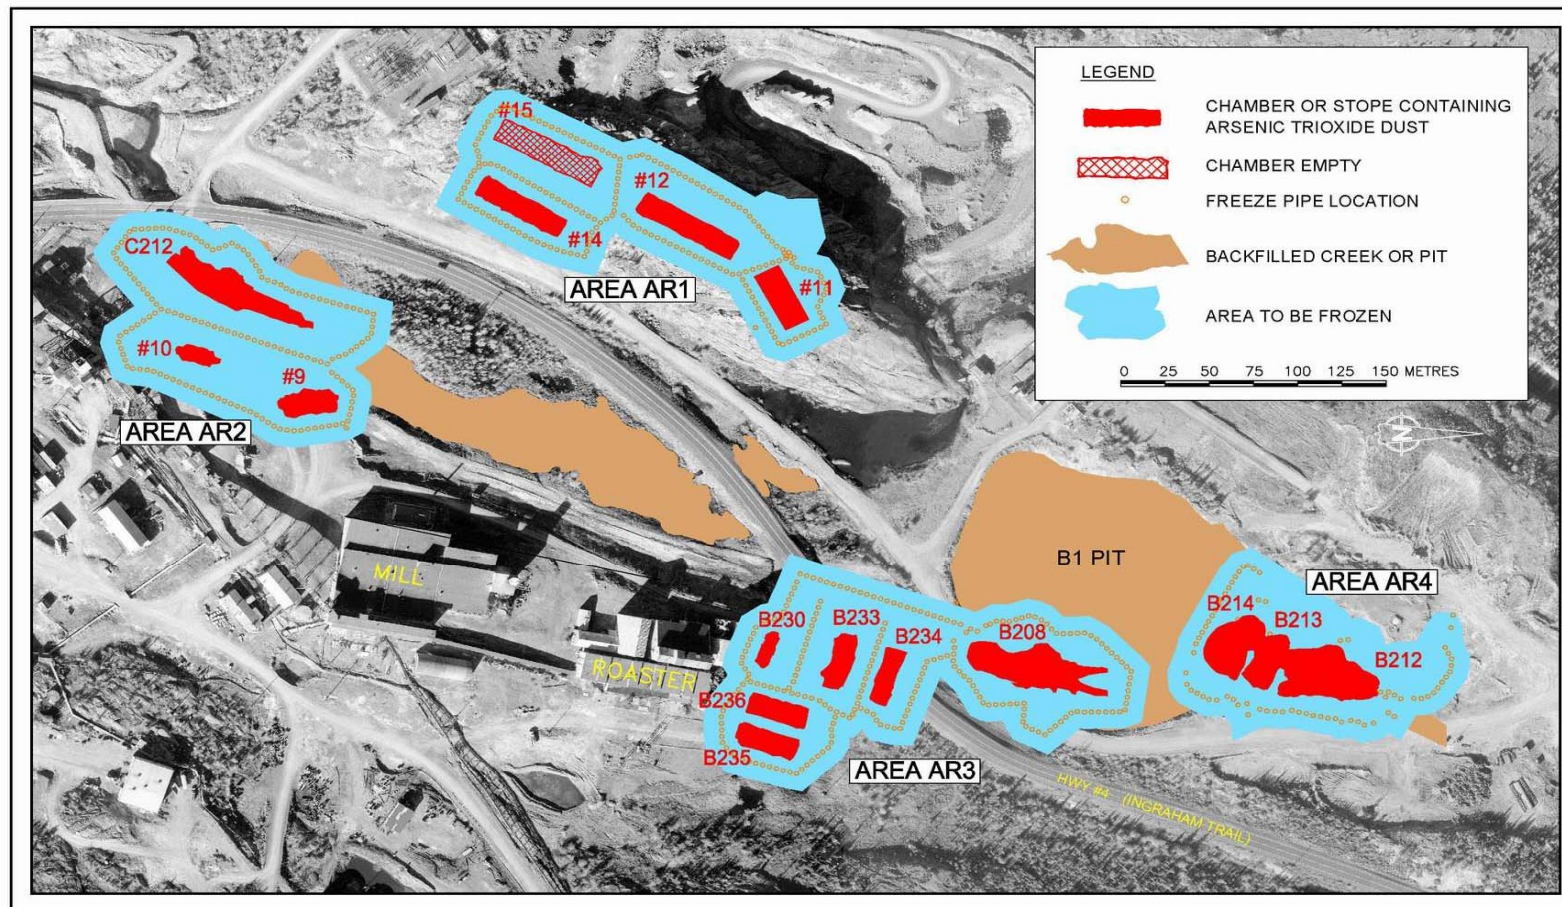 LEGEND
CHAMBER OR STOPE CONTAINING
ARSENIC TRIOXIDE DUST
CHAMBER EMPTY
FREEZE PIPE LOCATION
BACKFILLED CREEK OR PIT
AREA TO BE FROZEN
0 25 50 75 100 125 150 METRES
N
#15
#12
#14
#11
AREA AR1
C212
#10
#9
AREA AR2
MILL
ROASTER
B1 PIT
B230
B233
B234
B208
B236
B235
AREA AR3
AREA AR4
B214
B213
B212
HWY #4 (INGRAHAM TRAIL)